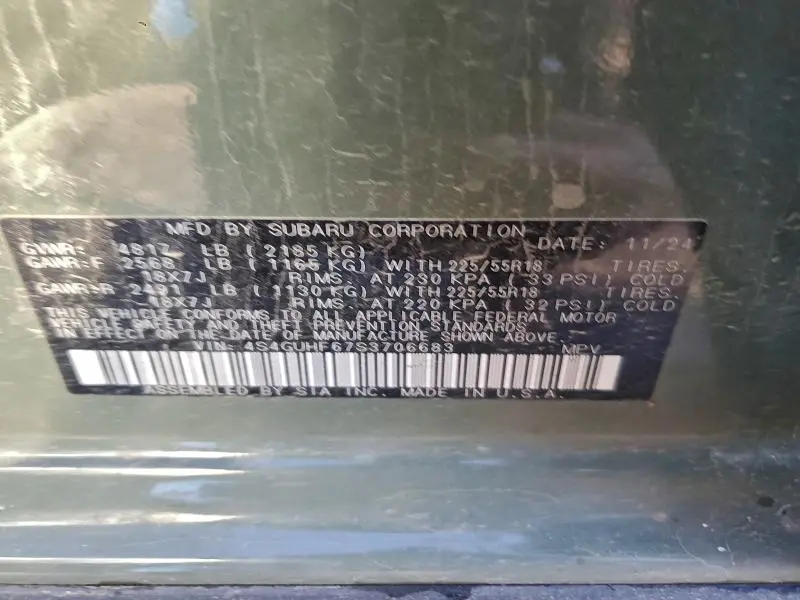 MFD BY SUBARU CORPORATION DATE: 11/24
GVWR: 4817 LB (2185 KG)
GAWR-F 2568 LB (1165 KG) WITH 225/55R18 TIRES.
18X7J RIMS, AT 230 KPA (33 PSI) COLD
GAWR-R 2491 LB (1130 KG) WITH 225/55R18 TIRES.
18X7J RIMS, AT 220 KPA (32 PSI) COLD
THIS VEHICLE CONFORMS TO ALL APPLICABLE FEDERAL MOTOR
VEHICLE SAFETY AND THEFT PREVENTION STANDARDS IN
EFFECT ON THE DATE OF MANUFACTURE SHOWN ABOVE.
VIN: 4S4GUHF67S3706683 MPV
ASSEMBLED BY SIA INC. MADE IN U.S.A.